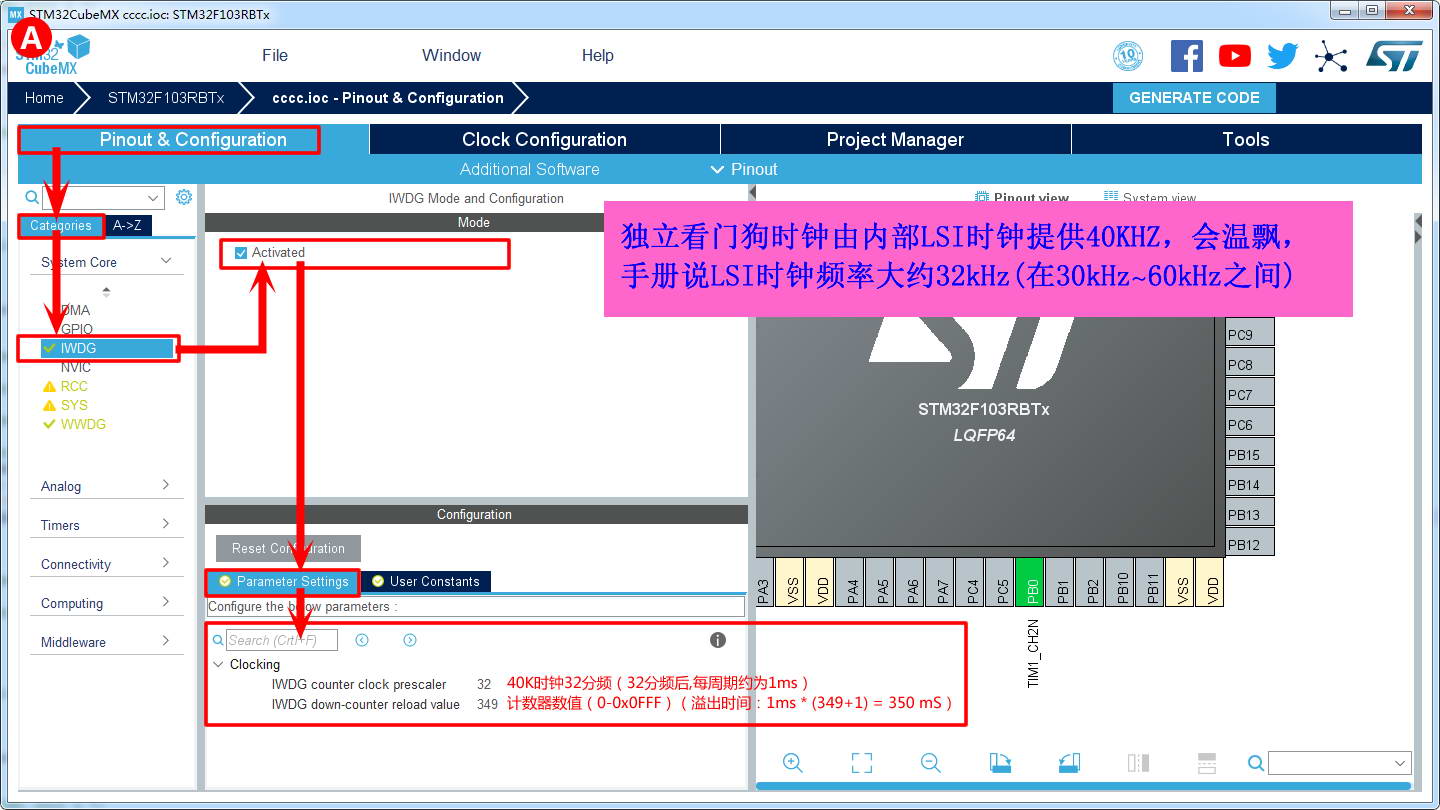 MX STM32CubeMX cccc.ioc: STM32F103RBTx
A
STM32
CubeMX
File Window Help
10
ST
Home STM32F103RBTx cccc.ioc - Pinout & Configuration GENERATE CODE
Pinout & Configuration Clock Configuration Project Manager Tools
Additional Software Pinout
Categories A->Z
System Core
DMA
GPIO
IWDG
NVIC
RCC
SYS
WWDG
Analog
Timers
Connectivity
Computing
Middleware
IWDG Mode and Configuration
Mode
Activated
Configuration
Reset Configuration
Parameter Settings User Constants
Configure the below parameters :
Search (Crtl+F)
Clocking
IWDG counter clock prescaler 32 40K时钟32分频（32分频后,每周期约为1ms）
IWDG down-counter reload value 349 计数器数值（0-0x0FFF）（溢出时间：1ms * (349+1) = 350 mS）
Pinout view System view
独立看门狗时钟由内部LSI时钟提供40KHZ，会温飘，
手册说LSI时钟频率大约32kHz(在30kHz~60kHz之间)
STM32F103RBTx
LQFP64
PC9
PC8
PC7
PC6
PB15
PB14
PB13
PB12
PA3
VSS
VDD
PA4
PA5
PA6
PA7
PC4
PC5
PB0
PB1
PB2
PB10
PB11
VSS
VDD
TIM1_CH2N